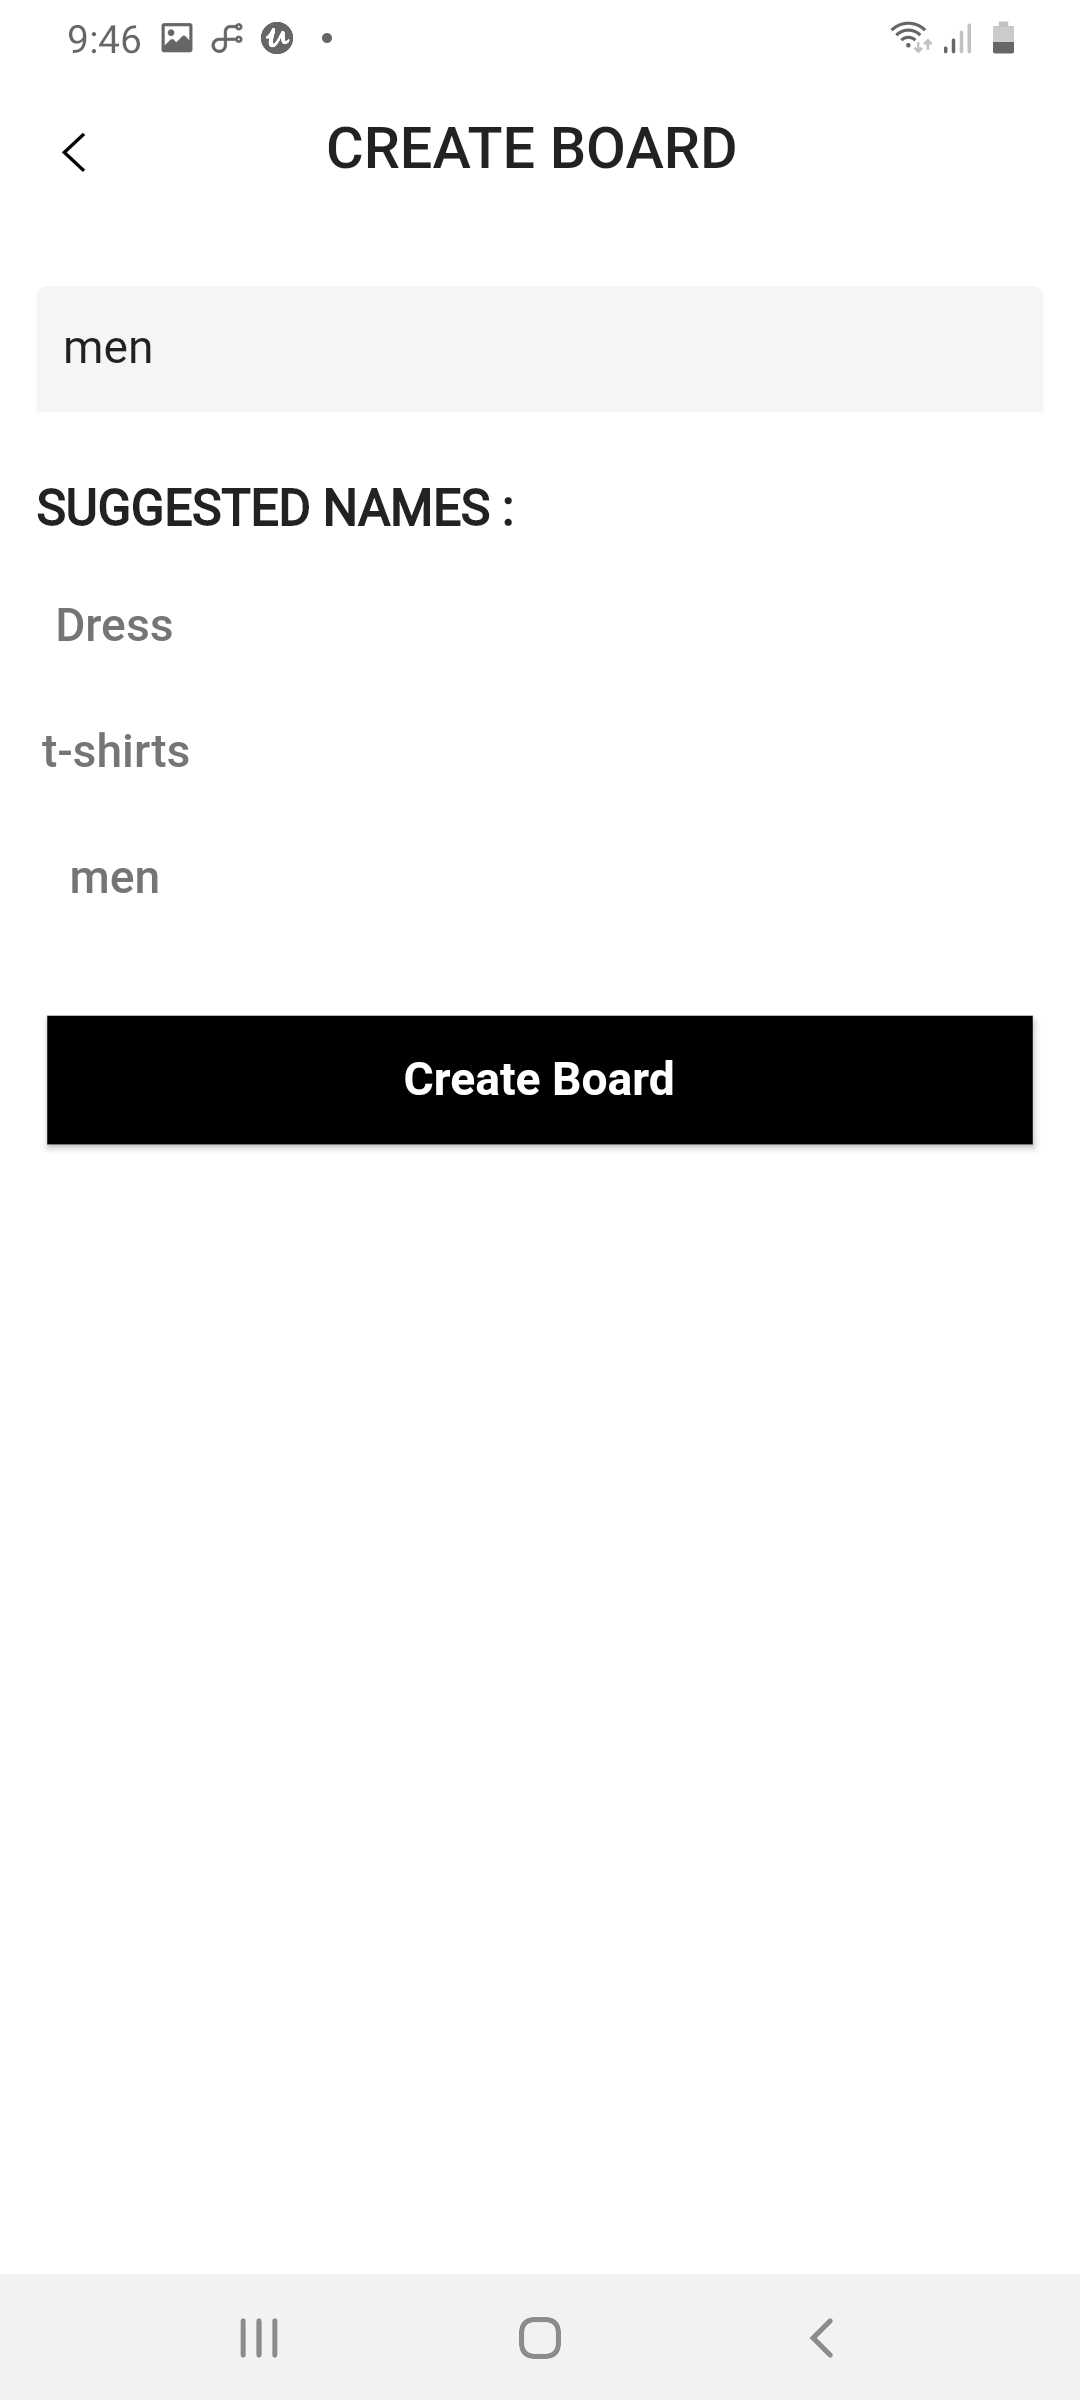 9:46
CREATE BOARD
men
SUGGESTED NAMES :
Dress
t-shirts
men
Create Board